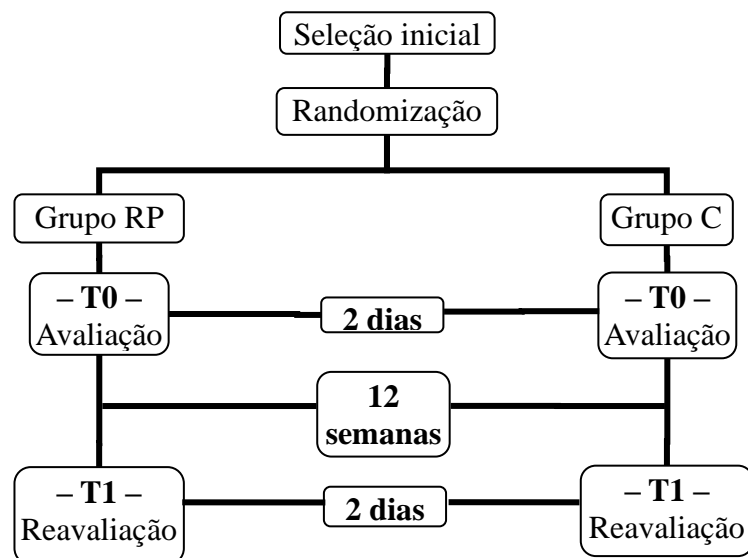 Seleção inicial
Randomização
Grupo RP
Grupo C
– T0 –
Avaliação
2 dias
– T0 –
Avaliação
12
semanas
– T1 –
Reavaliação
2 dias
– T1 –
Reavaliação